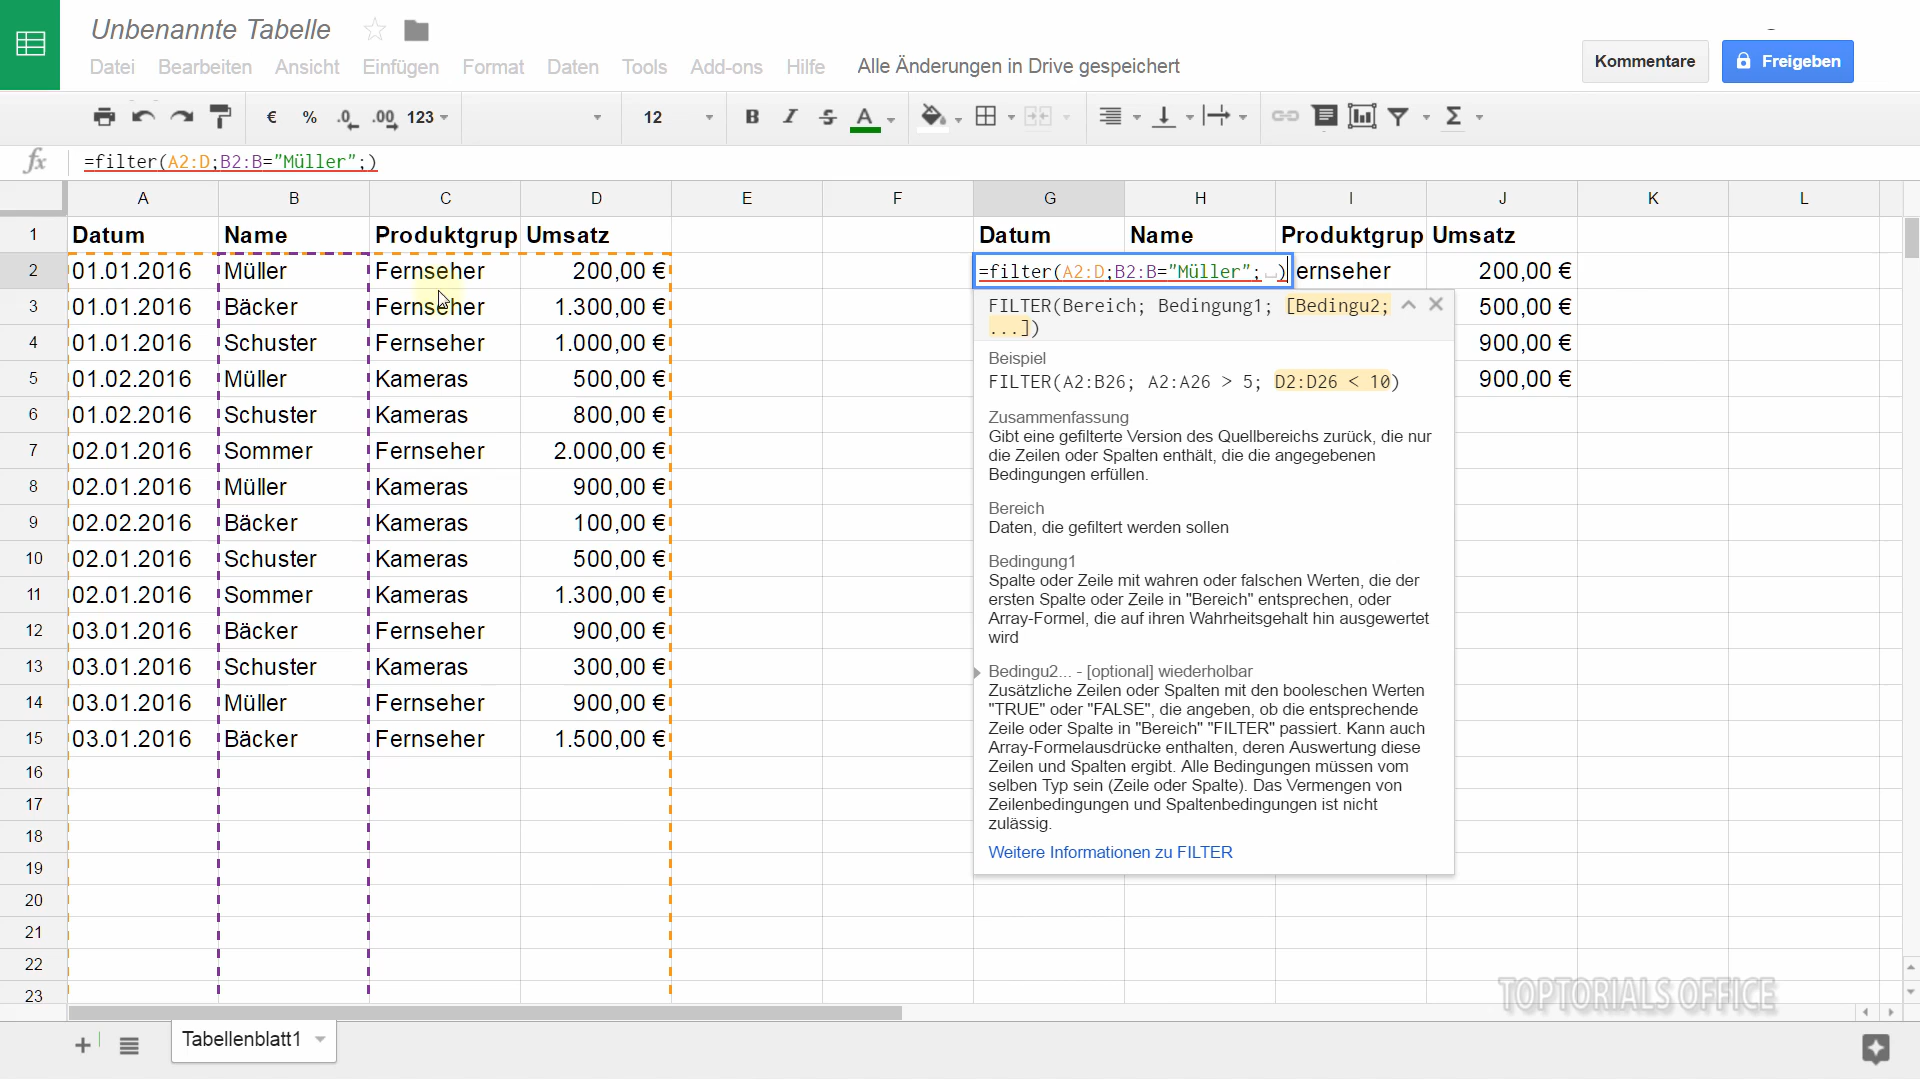 Unbenannte Tabelle
Datei Bearbeiten Ansicht Einfügen Format Daten Tools Add-ons Hilfe Alle Änderungen in Drive gespeichert
Kommentare Freigeben
€ % .0 .00 123 12 B I S A Σ
fx =filter(A2:D;B2:B="Müller";)
A B C D E F G H I J K L
1 Datum Name Produktgrup Umsatz Datum Name Produktgrup Umsatz
2 01.01.2016 Müller Fernseher 200,00 € =filter(A2:D;B2:B="Müller"; ) ernseher 200,00 €
3 01.01.2016 Bäcker Fernseher 1.300,00 € 500,00 €
4 01.01.2016 Schuster Fernseher 1.000,00 € 900,00 €
5 01.02.2016 Müller Kameras 500,00 € 900,00 €
6 01.02.2016 Schuster Kameras 800,00 €
7 02.01.2016 Sommer Fernseher 2.000,00 €
8 02.01.2016 Müller Kameras 900,00 €
9 02.02.2016 Bäcker Kameras 100,00 €
10 02.01.2016 Schuster Kameras 500,00 €
11 02.01.2016 Sommer Kameras 1.300,00 €
12 03.01.2016 Bäcker Fernseher 900,00 €
13 03.01.2016 Schuster Kameras 300,00 €
14 03.01.2016 Müller Fernseher 900,00 €
15 03.01.2016 Bäcker Fernseher 1.500,00 €
16
17
18
19
20
21
22
23
FILTER(Bereich; Bedingung1; [Bedingu2;
...])
Beispiel
FILTER(A2:B26; A2:A26 > 5; D2:D26 < 10)
Zusammenfassung
Gibt eine gefilterte Version des Quellbereichs zurück, die nur
die Zeilen oder Spalten enthält, die die angegebenen
Bedingungen erfüllen.
Bereich
Daten, die gefiltert werden sollen
Bedingung1
Spalte oder Zeile mit wahren oder falschen Werten, die der
ersten Spalte oder Zeile in "Bereich" entsprechen, oder
Array-Formel, die auf ihren Wahrheitsgehalt hin ausgewertet
wird
Bedingu2... - [optional] wiederholbar
Zusätzliche Zeilen oder Spalten mit den booleschen Werten
"TRUE" oder "FALSE", die angeben, ob die entsprechende
Zeile oder Spalte in "Bereich" "FILTER" passiert. Kann auch
Array-Formelausdrücke enthalten, deren Auswertung diese
Zeilen und Spalten ergibt. Alle Bedingungen müssen vom
selben Typ sein (Zeile oder Spalte). Das Vermengen von
Zeilenbedingungen und Spaltenbedingungen ist nicht
zulässig.
Weitere Informationen zu FILTER
TOPTORIALS OFFICE
Tabellenblatt1